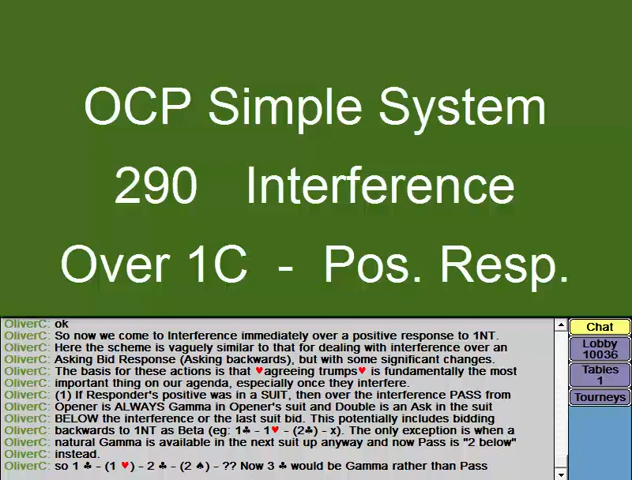 OCP Simple System
290 Interference
Over 1C - Pos. Resp.
OliverC: ok
OliverC: So now we come to Interference immediately over a positive response to 1NT.
OliverC: Here the scheme is vaguely similar to that for dealing with interference over an
OliverC: Asking Bid Response (Asking backwards), but with some significant changes.
OliverC: The basis for these actions is that ♥agreeing trumps♥ is fundamentally the most
OliverC: important thing on our agenda, especially once they interfere.
OliverC: (1) If Responder's positive was in a SUIT, then over the interference PASS from
OliverC: Opener is ALWAYS Gamma in Opener's suit and Double is an Ask in the suit
OliverC: BELOW the interference or the last suit bid. This potentially includes bidding
OliverC: backwards to 1NT as Beta (eg: 1♣ - 1♥ - (2♣) - x). The only exception is when a
OliverC: natural Gamma is available in the next suit up anyway and now Pass is "2 below"
OliverC: instead.
OliverC: so 1 ♣ - (1 ♥) - 2 ♣ - (2 ♠) - ?? Now 3 ♣ would be Gamma rather than Pass
Chat
Lobby
10036
Tables
1
Tourneys